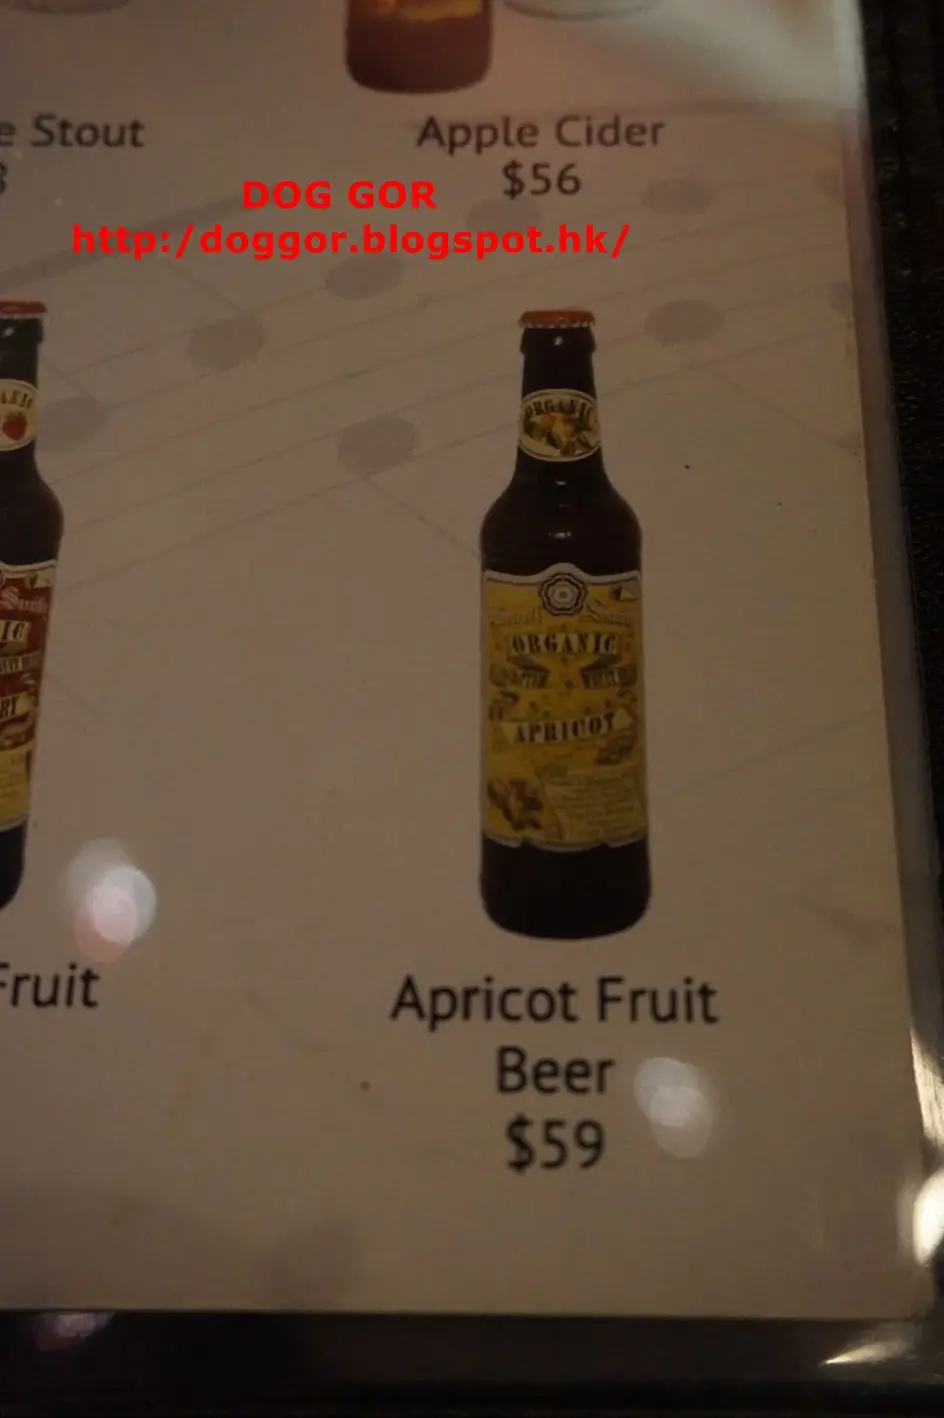 e Stout
Apple Cider
$56
DOG GOR
http:/doggor.blogspot.hk/
ORGANIC
ORGANIC
APRICOT
Fruit
Apricot Fruit
Beer
$59